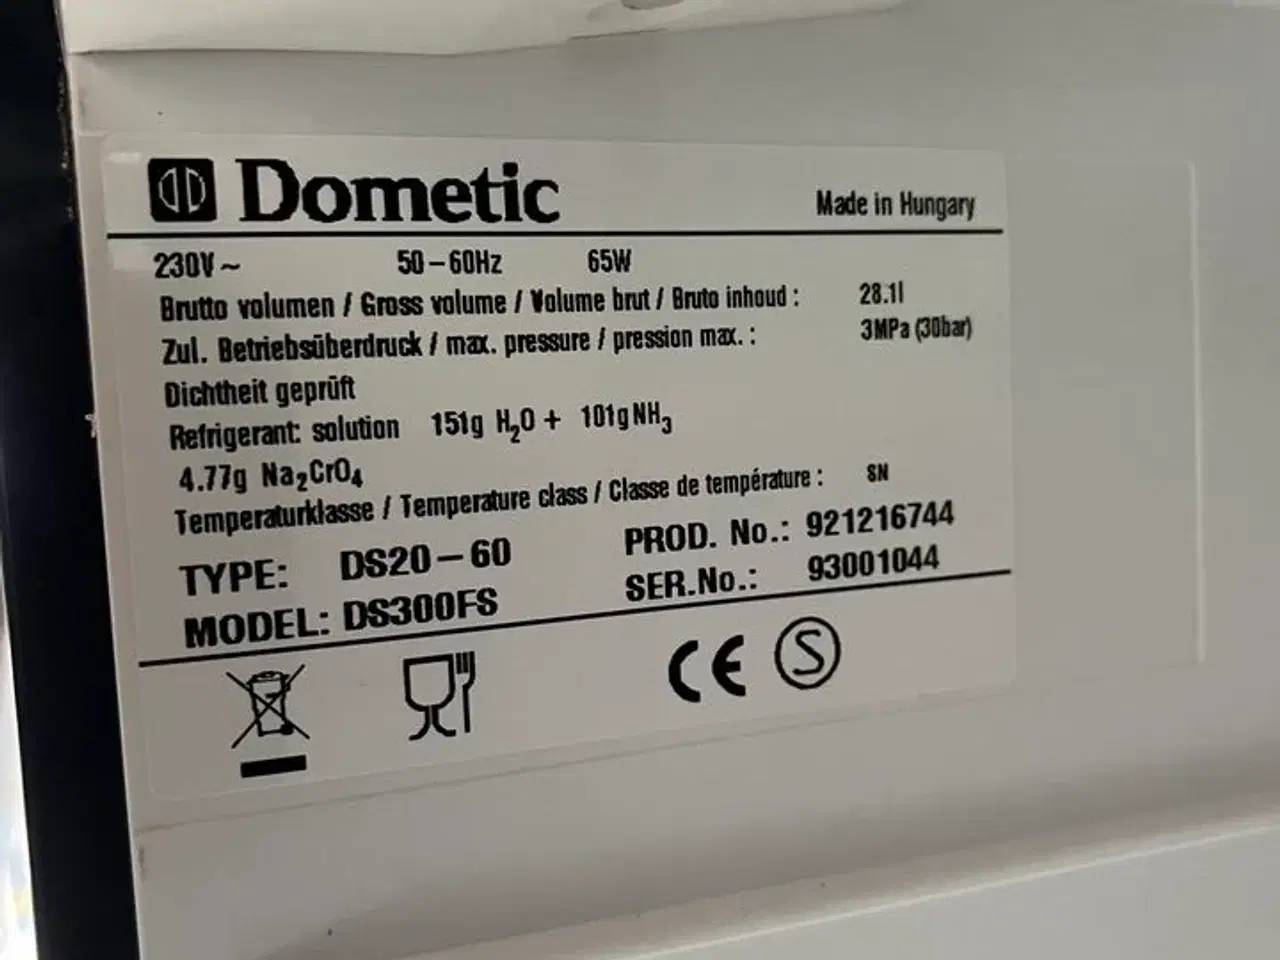 Dometic
Made in Hungary
230V ~ 50-60Hz 65W
Brutto volumen / Gross volume / Volume brut / Bruto inhoud : 28.1l
Zul. Betriebsüberdruck / max. pressure / pression max. : 3MPa (30bar)
Dichtheit geprüft
Refrigerant: solution 151g H₂O + 101g NH₃
4.77g Na₂CrO₄
Temperaturklasse / Temperature class / Classe de température : SN
TYPE: DS20-60 PROD. No.: 921216744
MODEL: DS300FS SER.No.: 93001044
CE S